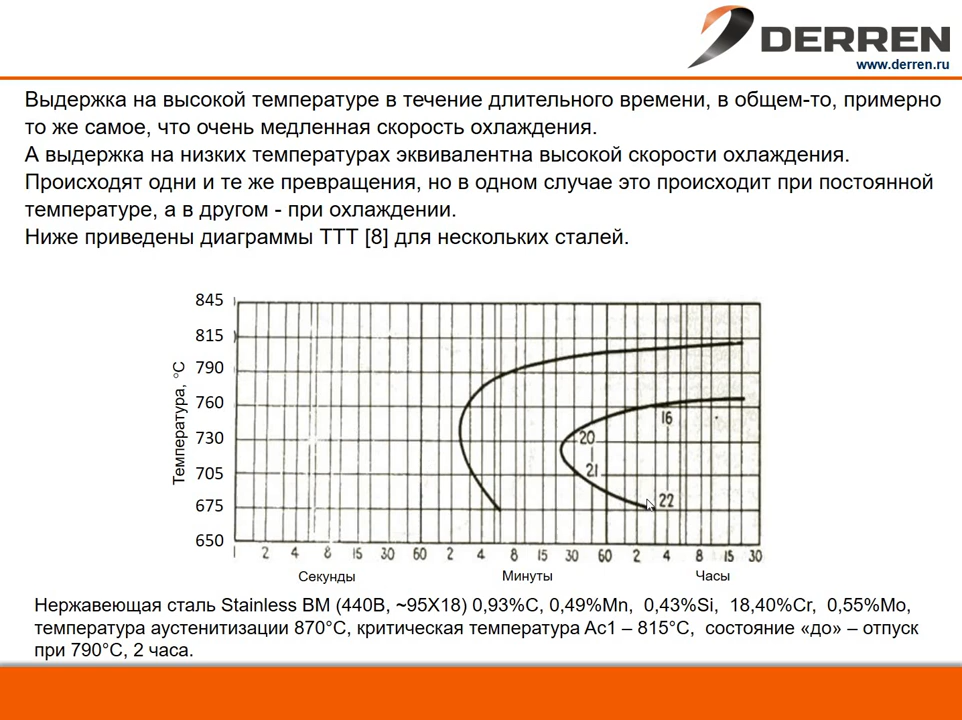 DERREN
www.derren.ru
Выдержка на высокой температуре в течение длительного времени, в общем-то, примерно
то же самое, что очень медленная скорость охлаждения.
А выдержка на низких температурах эквивалентна высокой скорости охлаждения.
Происходят одни и те же превращения, но в одном случае это происходит при постоянной
температуре, а в другом - при охлаждении.
Ниже приведены диаграммы ТТТ [8] для нескольких сталей.
845
815
790
760
730
705
675
650
Температура, °С
16
20
21
22
1 2 4 8 15 30 60 2 4 8 15 30 60 2 4 8 15 30
Секунды Минуты Часы
Нержавеющая сталь Stainless BM (440B, ~95Х18) 0,93%C, 0,49%Mn, 0,43%Si, 18,40%Cr, 0,55%Mo,
температура аустенитизации 870°С, критическая температура Ас1 – 815°С, состояние «до» – отпуск
при 790°С, 2 часа.